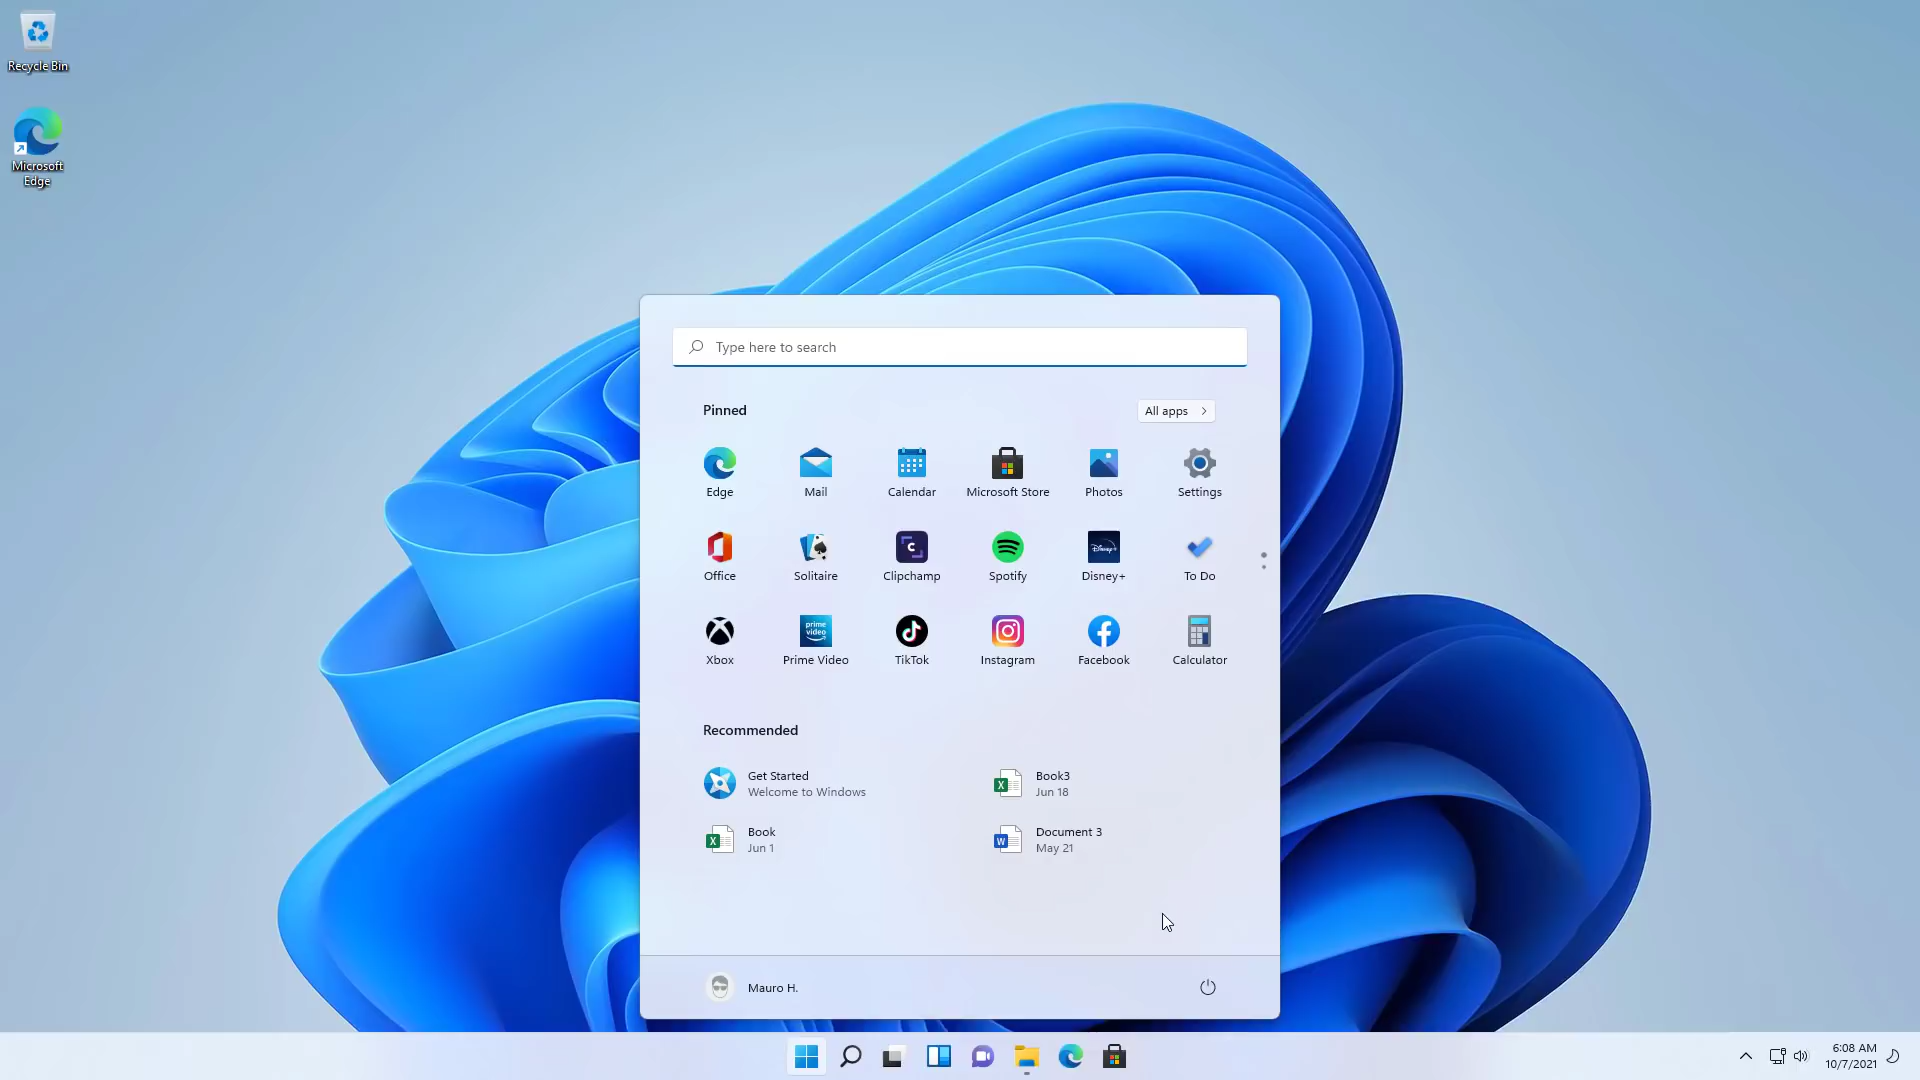 Recycle Bin
Microsoft
Edge
Type here to search
Pinned
All apps
Edge
Mail
Calendar
Microsoft Store
Photos
Settings
Office
Solitaire
Clipchamp
Spotify
Disney+
To Do
Xbox
prime
video
Prime Video
TikTok
Instagram
Facebook
Calculator
Recommended
Get Started
Welcome to Windows
Book3
Jun 18
Book
Jun 1
Document 3
May 21
Mauro H.
6:08 AM
10/7/2021